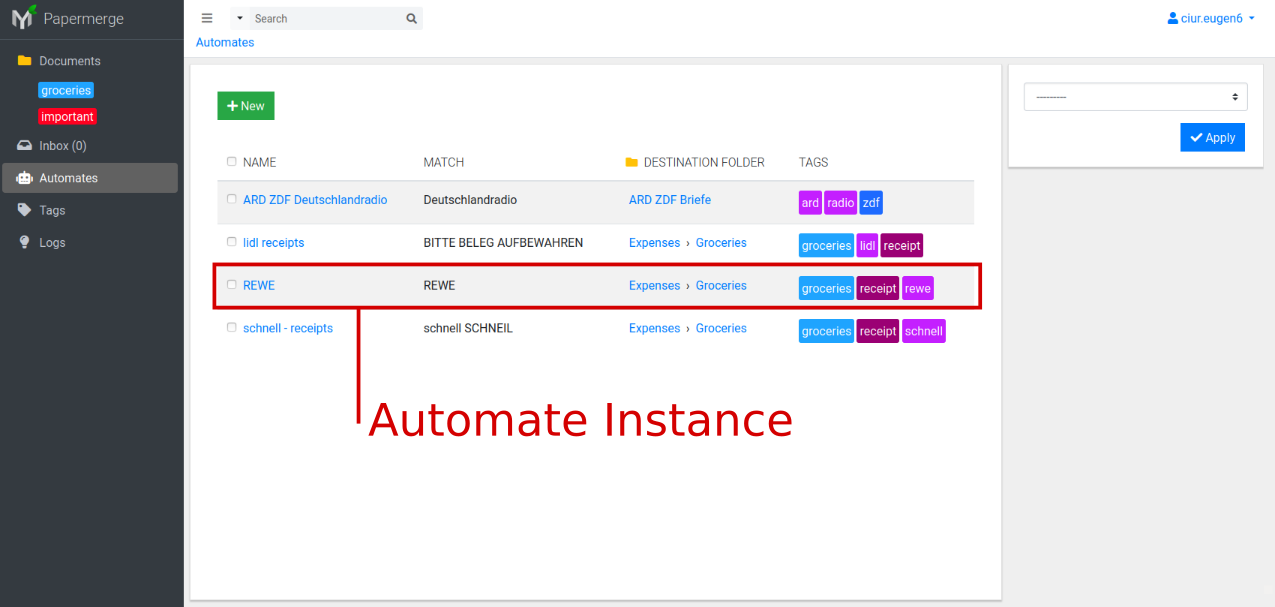 Papermerge
Search
ciur.eugen6
Automates
Documents
groceries
important
Inbox (0)
Automates
Tags
Logs
New
---------
Apply
NAME MATCH DESTINATION FOLDER TAGS
ARD ZDF Deutschlandradio Deutschlandradio ARD ZDF Briefe ard radio zdf
lidl receipts BITTE BELEG AUFBEWAHREN Expenses › Groceries groceries lidl receipt
REWE REWE Expenses › Groceries groceries receipt rewe
schnell - receipts schnell SCHNEIL Expenses › Groceries groceries receipt schnell
Automate Instance